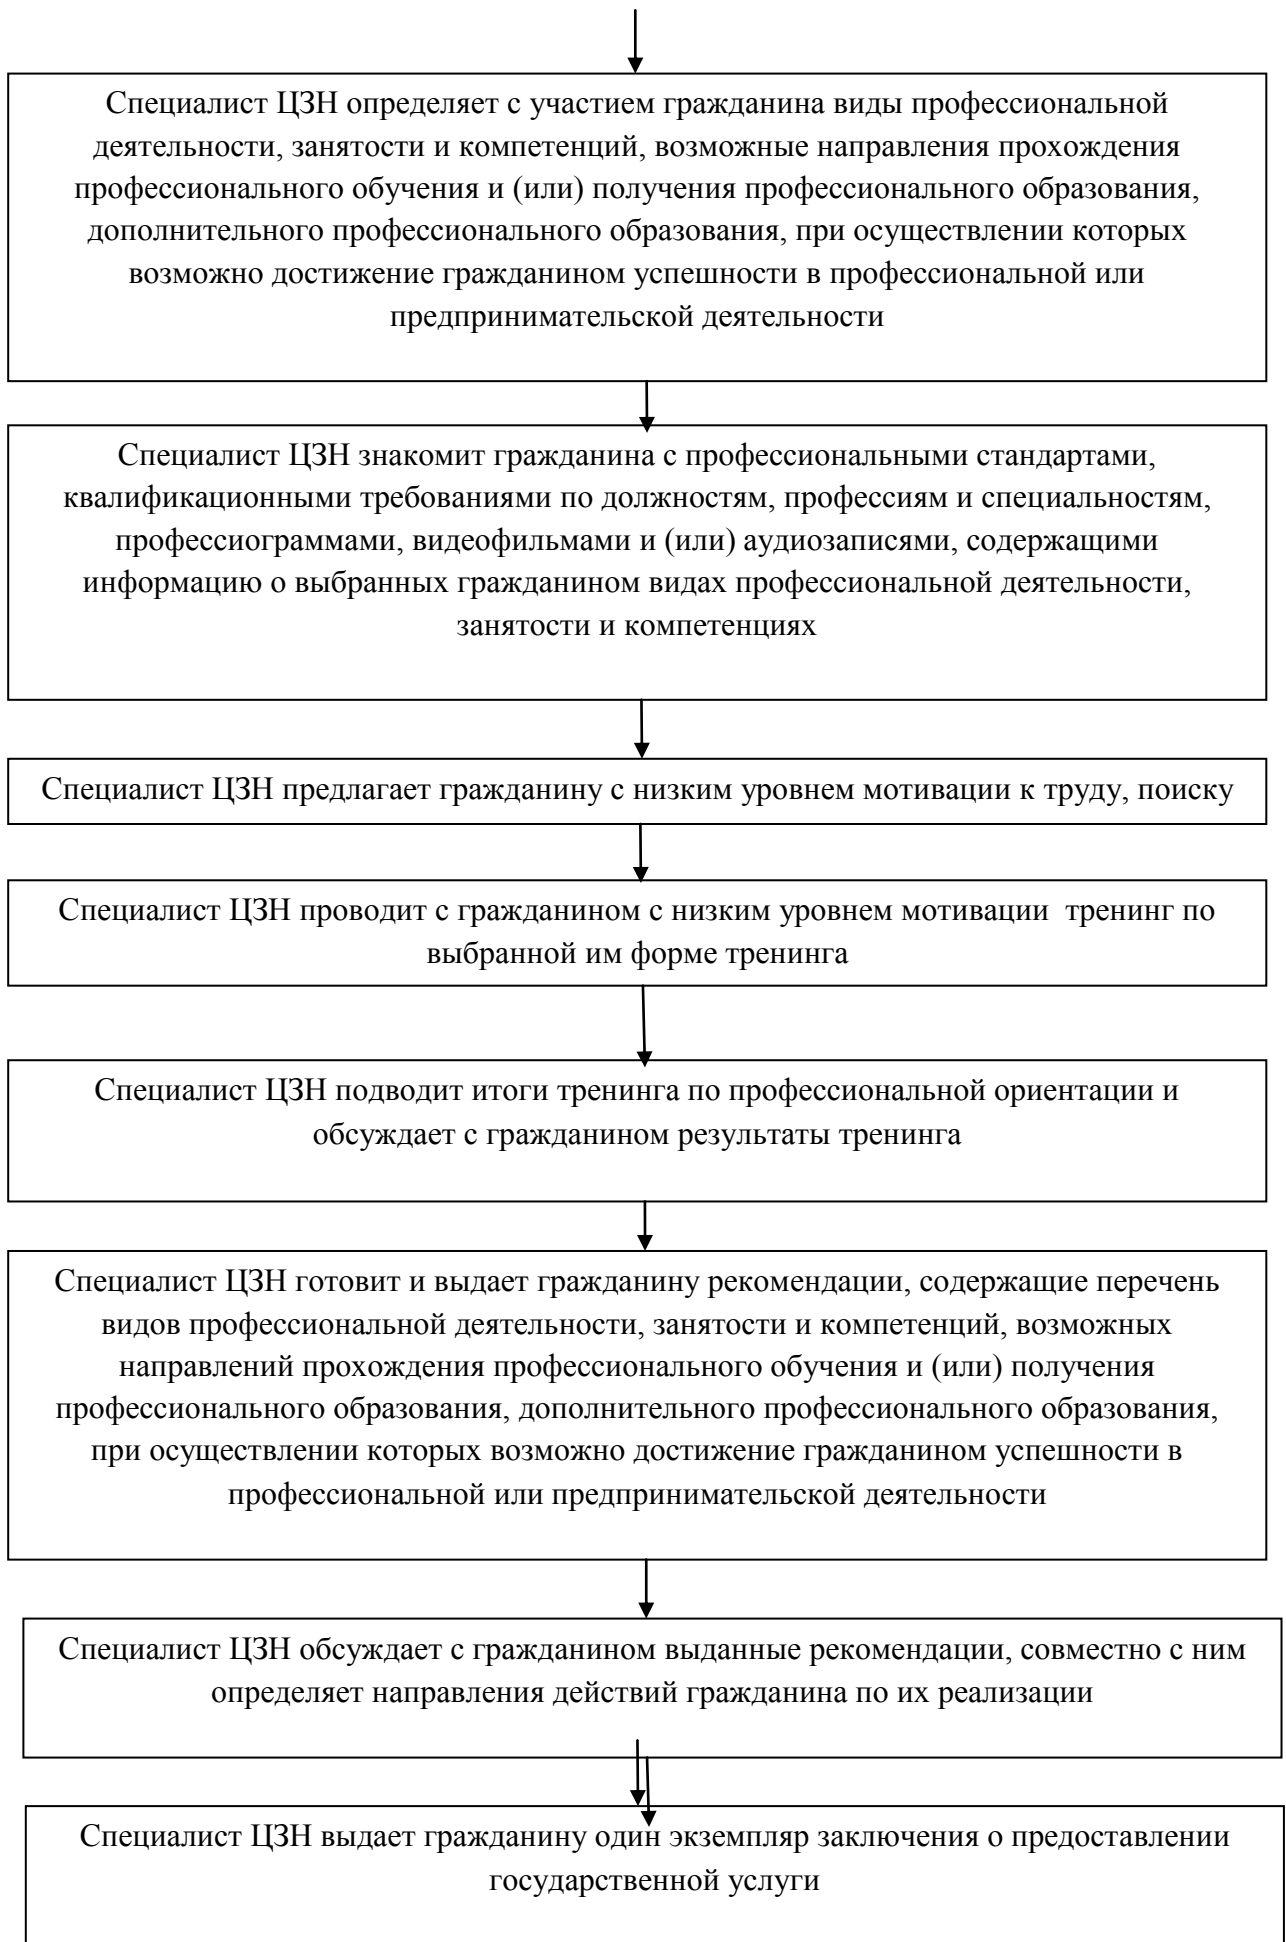 Специалист ЦЗН определяет с участием гражданина виды профессиональной
деятельности, занятости и компетенций, возможные направления прохождения
профессионального обучения и (или) получения профессионального образования,
дополнительного профессионального образования, при осуществлении которых
возможно достижение гражданином успешности в профессиональной или
предпринимательской деятельности
Специалист ЦЗН знакомит гражданина с профессиональными стандартами,
квалификационными требованиями по должностям, профессиям и специальностям,
профессиограммами, видеофильмами и (или) аудиозаписями, содержащими
информацию о выбранных гражданином видах профессиональной деятельности,
занятости и компетенциях
Специалист ЦЗН предлагает гражданину с низким уровнем мотивации к труду, поиску
Специалист ЦЗН проводит с гражданином с низким уровнем мотивации  тренинг по
выбранной им форме тренинга
Специалист ЦЗН подводит итоги тренинга по профессиональной ориентации и
обсуждает с гражданином результаты тренинга
Специалист ЦЗН готовит и выдает гражданину рекомендации, содержащие перечень
видов профессиональной деятельности, занятости и компетенций, возможных
направлений прохождения профессионального обучения и (или) получения
профессионального образования, дополнительного профессионального образования,
при осуществлении которых возможно достижение гражданином успешности в
профессиональной или предпринимательской деятельности
Специалист ЦЗН обсуждает с гражданином выданные рекомендации, совместно с ним
определяет направления действий гражданина по их реализации
Специалист ЦЗН выдает гражданину один экземпляр заключения о предоставлении
государственной услуги